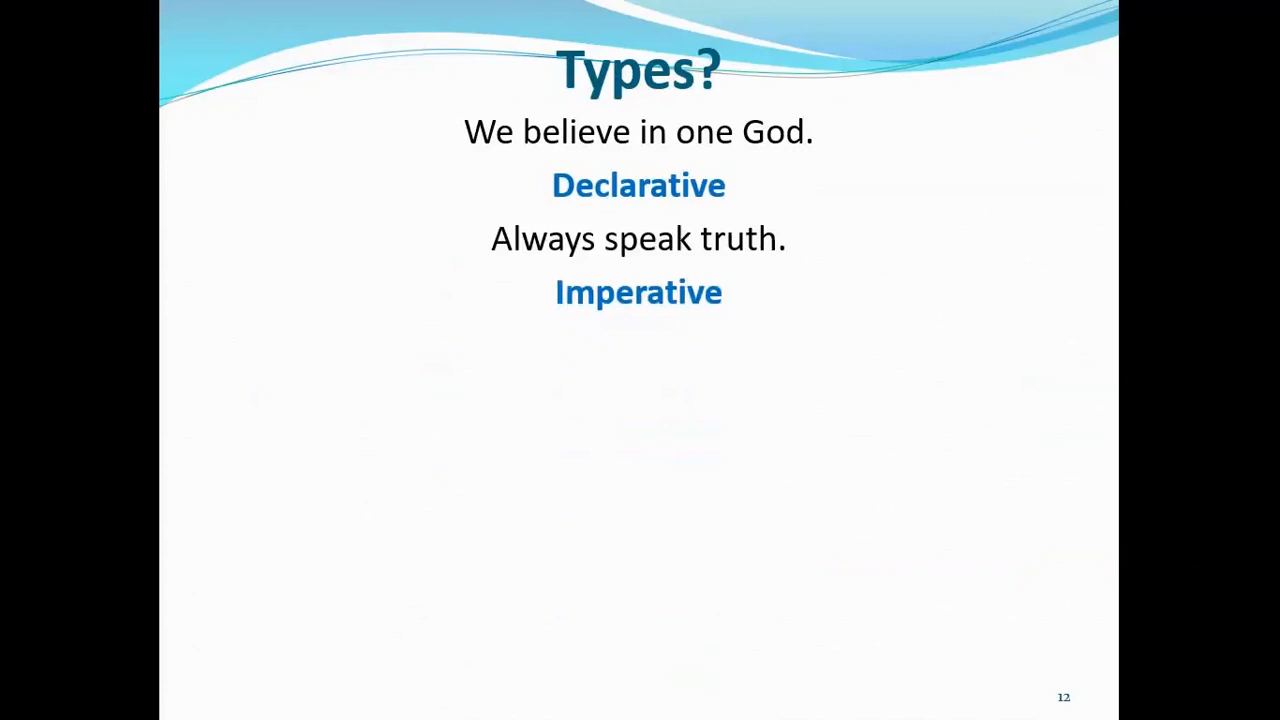 Types?
We believe in one God.
Declarative
Always speak truth.
Imperative
12